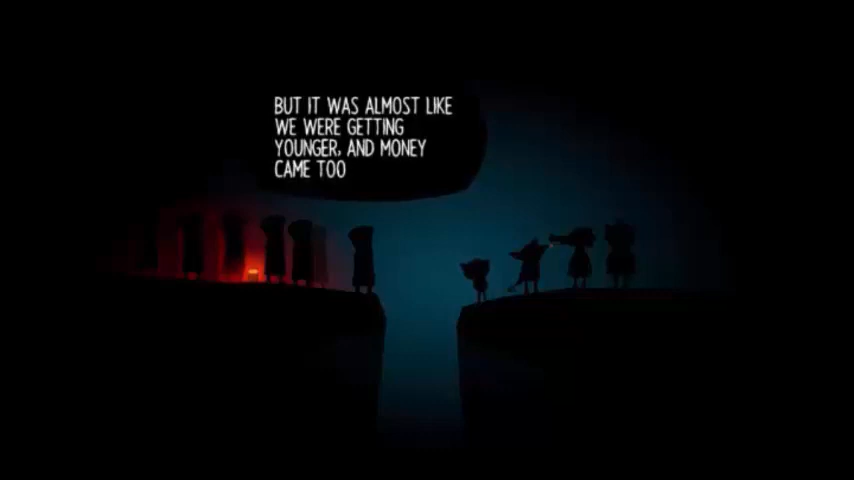 BUT IT WAS ALMOST LIKE
WE WERE GETTING
YOUNGER, AND MONEY
CAME TOO